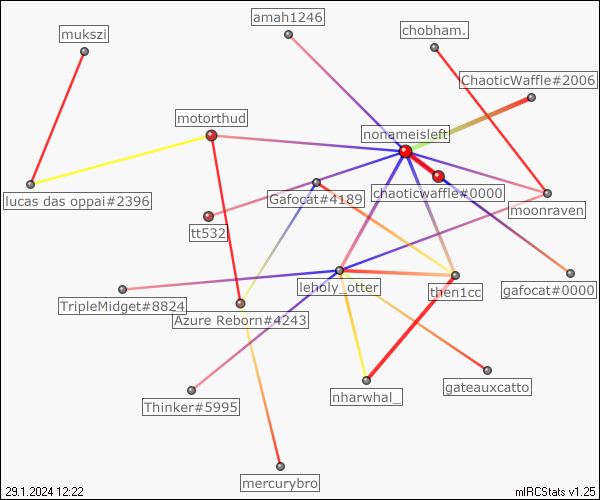 amah1246
mukszi
chobham.
ChaoticWaffle#2006
motorthud
nonameisleft
lucas das oppai#2396
Gafocat#4189
chaoticwaffle#0000
moonraven
tt532
leholy_otter
then1cc
gafocat#0000
TripleMidget#8824
Azure Reborn#4243
gateauxcatto
nharwhal_
Thinker#5995
mercurybro
29.1.2024 12:22
mIRCStats v1.25